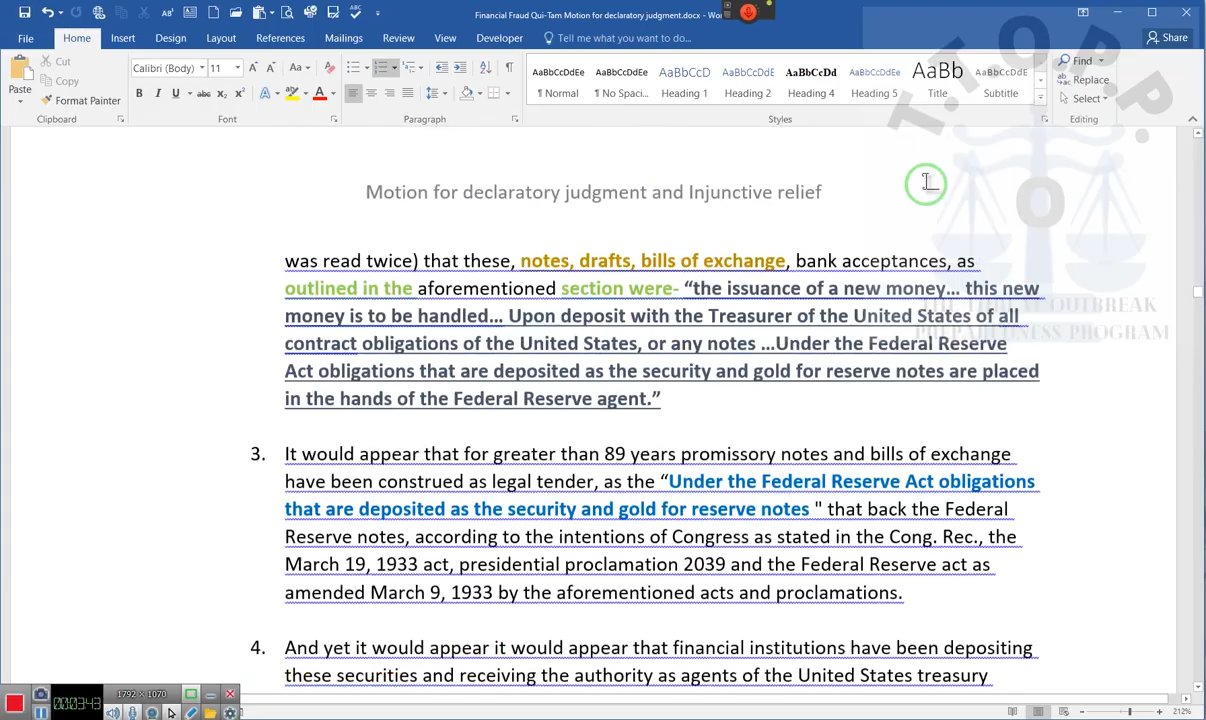 Financial Fraud Qui-Tam Motion for declaratory judgment.docx - Wo
File Home Insert Design Layout References Mailings Review View Developer Tell me what you want to do... Share
Paste Cut Copy Format Painter
Calibri (Body) 11
AaBbCcDdEe AaBbCcDdEe AaBbCcD AaBbCcDdE AaBbCcDd AaBbCcDdE AaBb AaBbCcDdE
¶ Normal ¶ No Spaci... Heading 1 Heading 2 Heading 4 Heading 5 Title Subtitle
Find Replace Select
Clipboard Font Paragraph Styles Editing
T.T.O.P.P.
THE THREAT OUTBREAK
PREPAREDNESS PROGRAM
Motion for declaratory judgment and Injunctive relief
was read twice) that these, notes, drafts, bills of exchange, bank acceptances, as
outlined in the aforementioned section were- “the issuance of a new money... this new
money is to be handled... Upon deposit with the Treasurer of the United States of all
contract obligations of the United States, or any notes ...Under the Federal Reserve
Act obligations that are deposited as the security and gold for reserve notes are placed
in the hands of the Federal Reserve agent.”
3. It would appear that for greater than 89 years promissory notes and bills of exchange
have been construed as legal tender, as the “Under the Federal Reserve Act obligations
that are deposited as the security and gold for reserve notes " that back the Federal
Reserve notes, according to the intentions of Congress as stated in the Cong. Rec., the
March 19, 1933 act, presidential proclamation 2039 and the Federal Reserve act as
amended March 9, 1933 by the aforementioned acts and proclamations.
4. And yet it would appear it would appear that financial institutions have been depositing
these securities and receiving the authority as agents of the United States treasury
1792 × 1070
212%